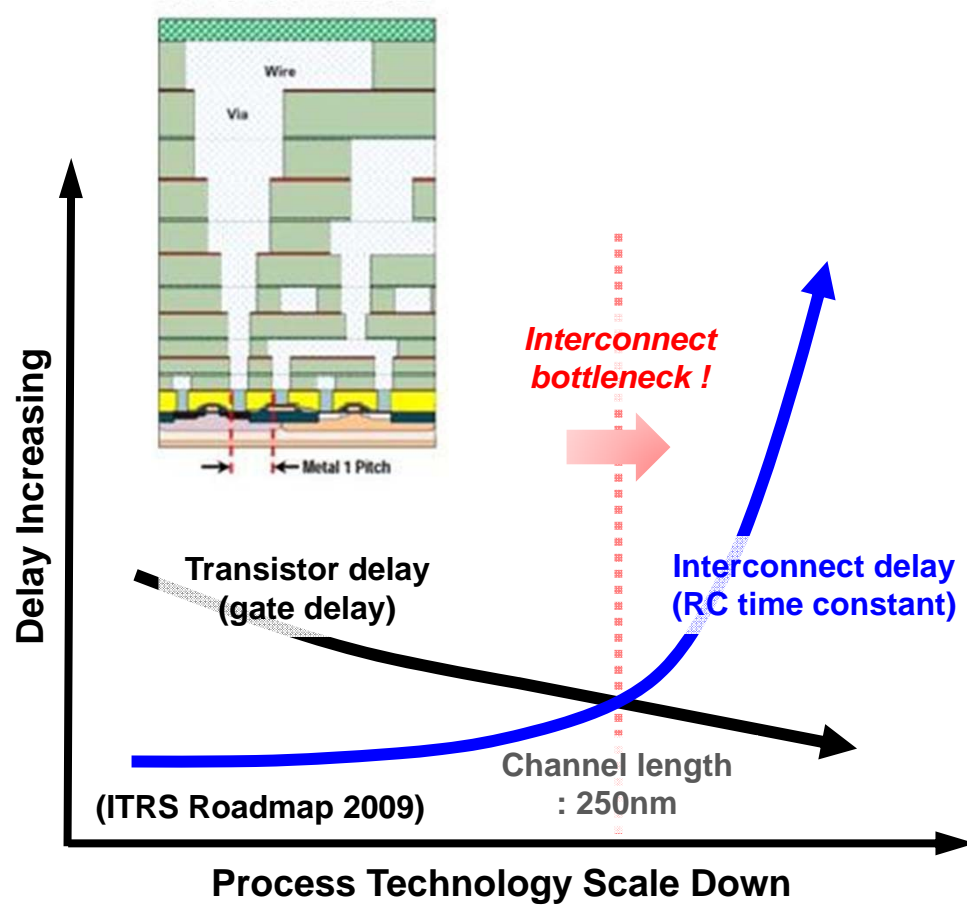 Wire
Via
Metal 1 Pitch
Delay Increasing
Interconnect
bottleneck !
Transistor delay
(gate delay)
Interconnect delay
(RC time constant)
Channel length
: 250nm
(ITRS Roadmap 2009)
Process Technology Scale Down